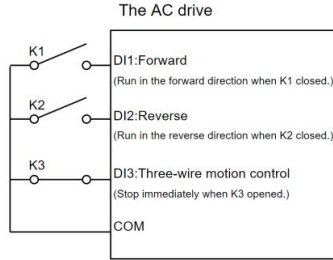 The AC drive
K1
DI1:Forward
(Run in the forward direction when K1 closed.)
K2
DI2:Reverse
(Run in the reverse direction when K2 closed.)
K3
DI3:Three-wire motion control
(Stop immediately when K3 opened.)
COM